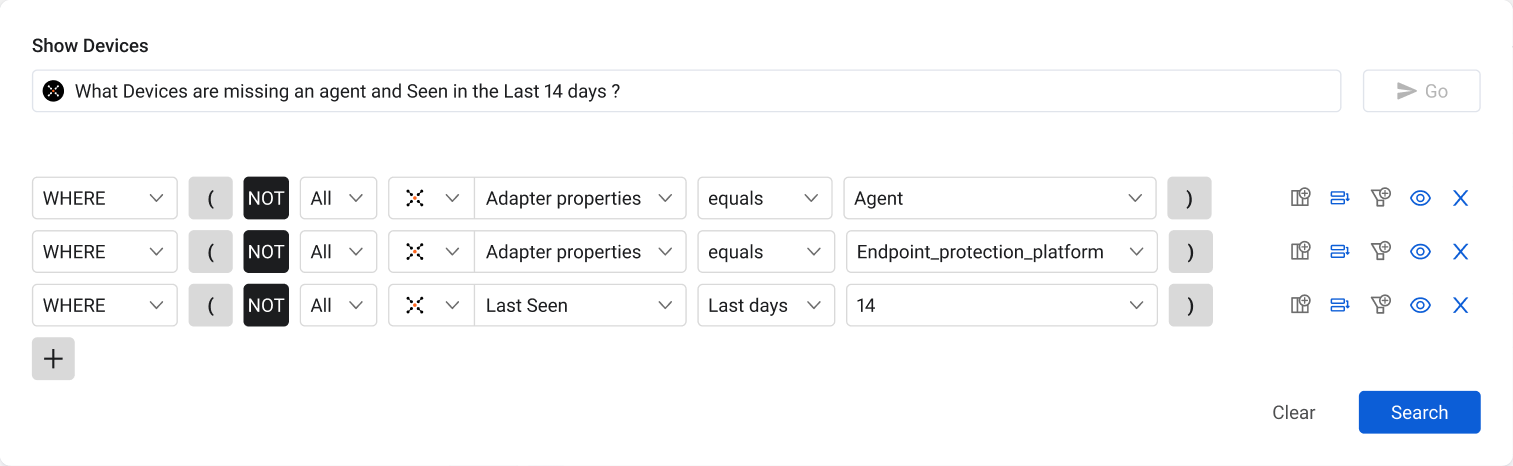 Show Devices
What Devices are missing an agent and Seen in the Last 14 days ?
Go
WHERE ( NOT All Adapter properties equals Agent )
WHERE ( NOT All Adapter properties equals Endpoint_protection_platform )
WHERE ( NOT All Last Seen Last days 14 )
+
Clear Search